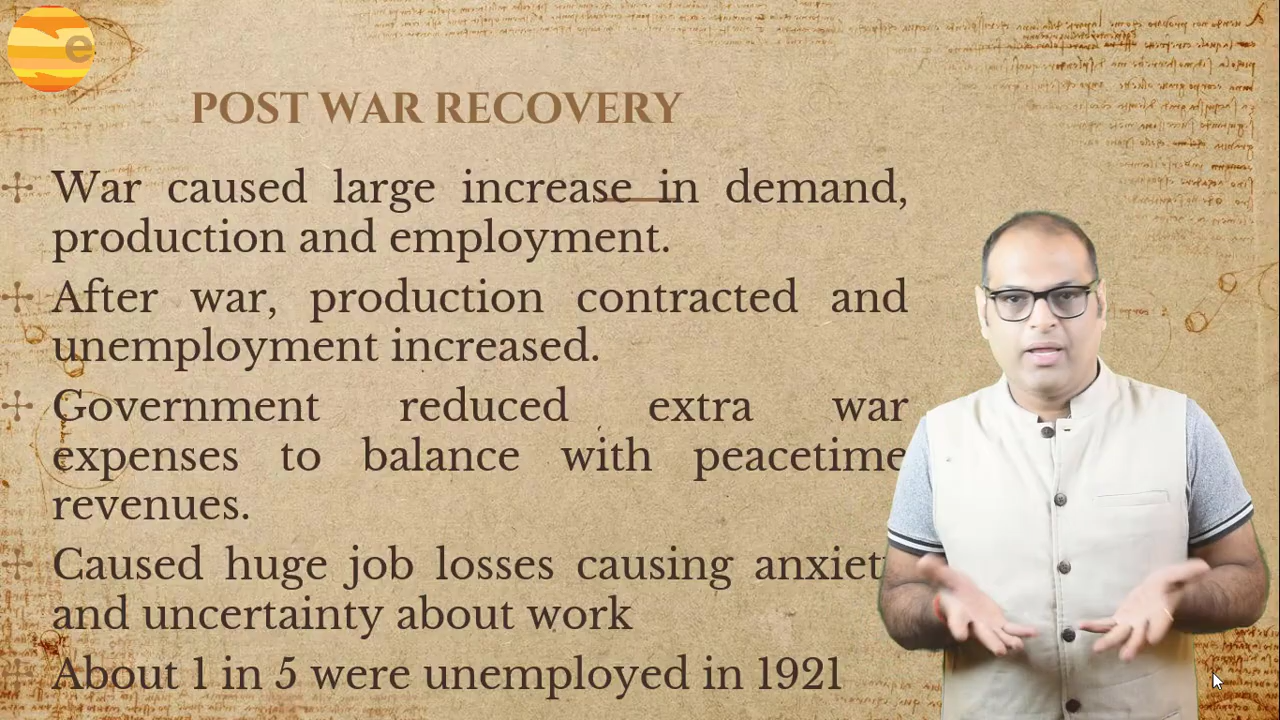 e
POST WAR RECOVERY
War caused large increase in demand,
production and employment.
After war, production contracted and
unemployment increased.
Government reduced extra war
expenses to balance with peacetime
revenues.
Caused huge job losses causing anxiety
and uncertainty about work
About 1 in 5 were unemployed in 1921